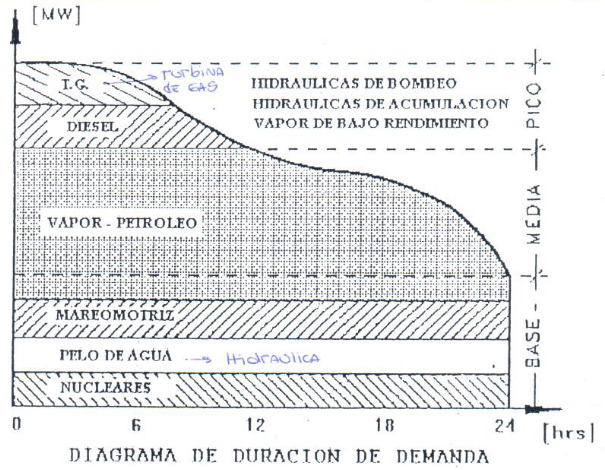 [MW]
T.G. → TURBINA
DE GAS
HIDRAULICAS DE BOMBEO
HIDRAULICAS DE ACUMULACION
VAPOR DE BAJO RENDIMIENTO
DIESEL
PICO
VAPOR - PETROLEO
MEDIA
MAREOMOTRIZ
PELO DE AGUA → HIDRAULICA
NUCLEARES
BASE
0 6 12 18 24 [hrs]
DIAGRAMA DE DURACION DE DEMANDA